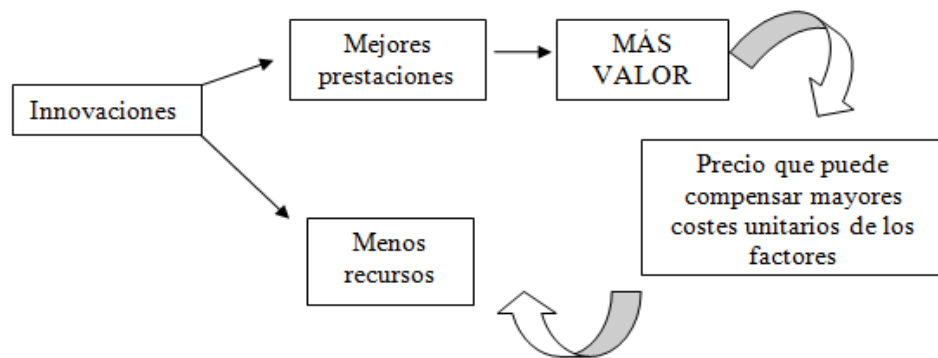 Mejores
prestaciones
MÁS
VALOR
Innovaciones
Precio que puede
compensar mayores
costes unitarios de los
factores
Menos
recursos